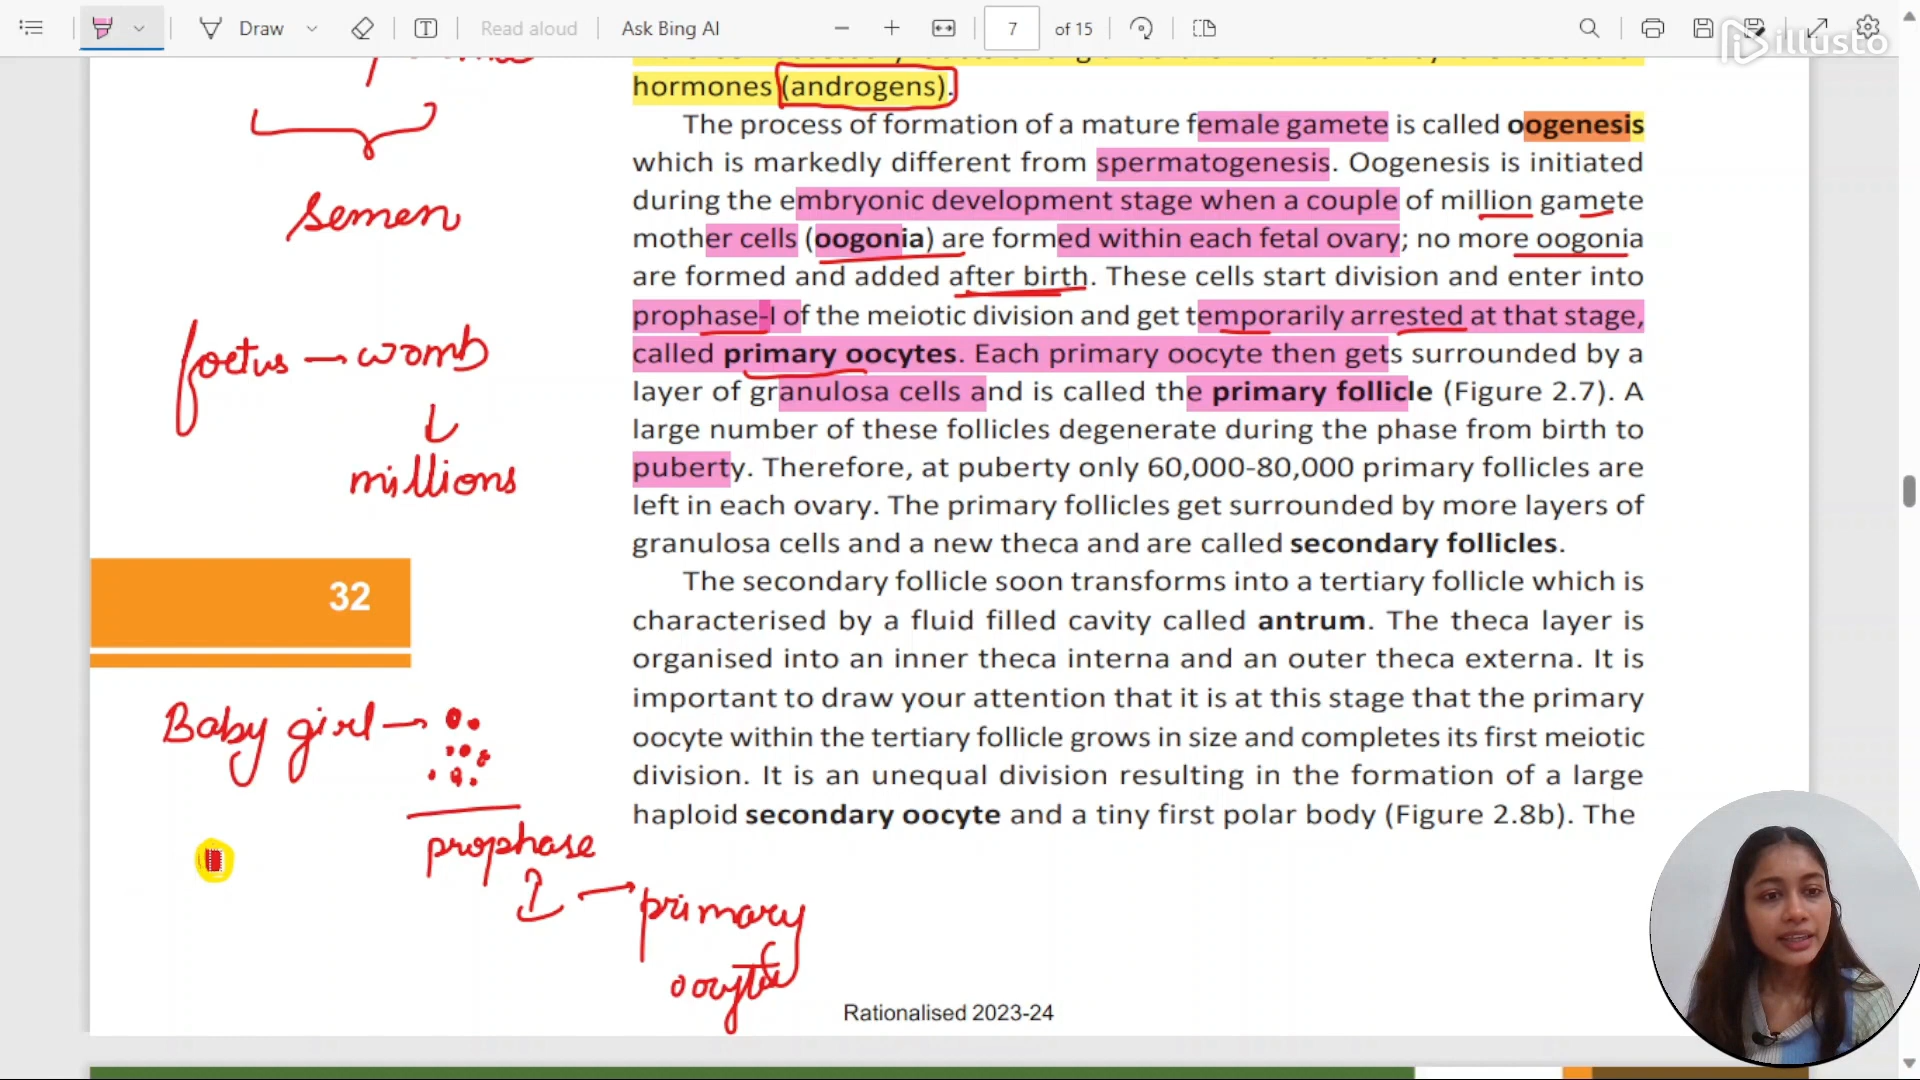 Draw
Read aloud
Ask Bing AI
7
of 15
illusto
hormones (androgens).
The process of formation of a mature female gamete is called oogenesis
which is markedly different from spermatogenesis. Oogenesis is initiated
during the embryonic development stage when a couple of million gamete
mother cells (oogonia) are formed within each fetal ovary; no more oogonia
are formed and added after birth. These cells start division and enter into
prophase-I of the meiotic division and get temporarily arrested at that stage,
called primary oocytes. Each primary oocyte then gets surrounded by a
layer of granulosa cells and is called the primary follicle (Figure 2.7). A
large number of these follicles degenerate during the phase from birth to
puberty. Therefore, at puberty only 60,000-80,000 primary follicles are
left in each ovary. The primary follicles get surrounded by more layers of
granulosa cells and a new theca and are called secondary follicles.
The secondary follicle soon transforms into a tertiary follicle which is
characterised by a fluid filled cavity called antrum. The theca layer is
organised into an inner theca interna and an outer theca externa. It is
important to draw your attention that it is at this stage that the primary
oocyte within the tertiary follicle grows in size and completes its first meiotic
division. It is an unequal division resulting in the formation of a large
haploid secondary oocyte and a tiny first polar body (Figure 2.8b). The
semen
foetus → womb
millions
32
Baby girl →
prophase
I → primary
oocyte
Rationalised 2023-24